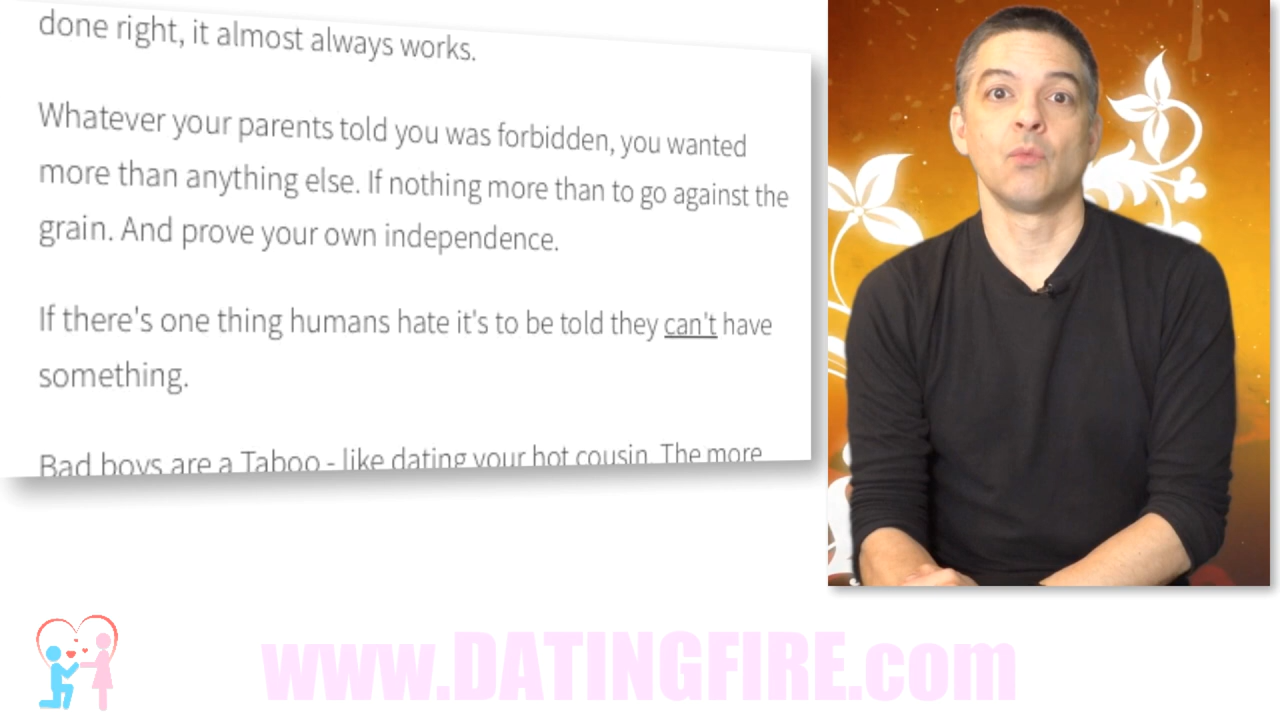 done right, it almost always works.
Whatever your parents told you was forbidden, you wanted
more than anything else. If nothing more than to go against the
grain. And prove your own independence.
If there's one thing humans hate it's to be told they can't have
something.
Bad boys are a Taboo - like dating your hot cousin. The more
www.DATINGFIRE.com